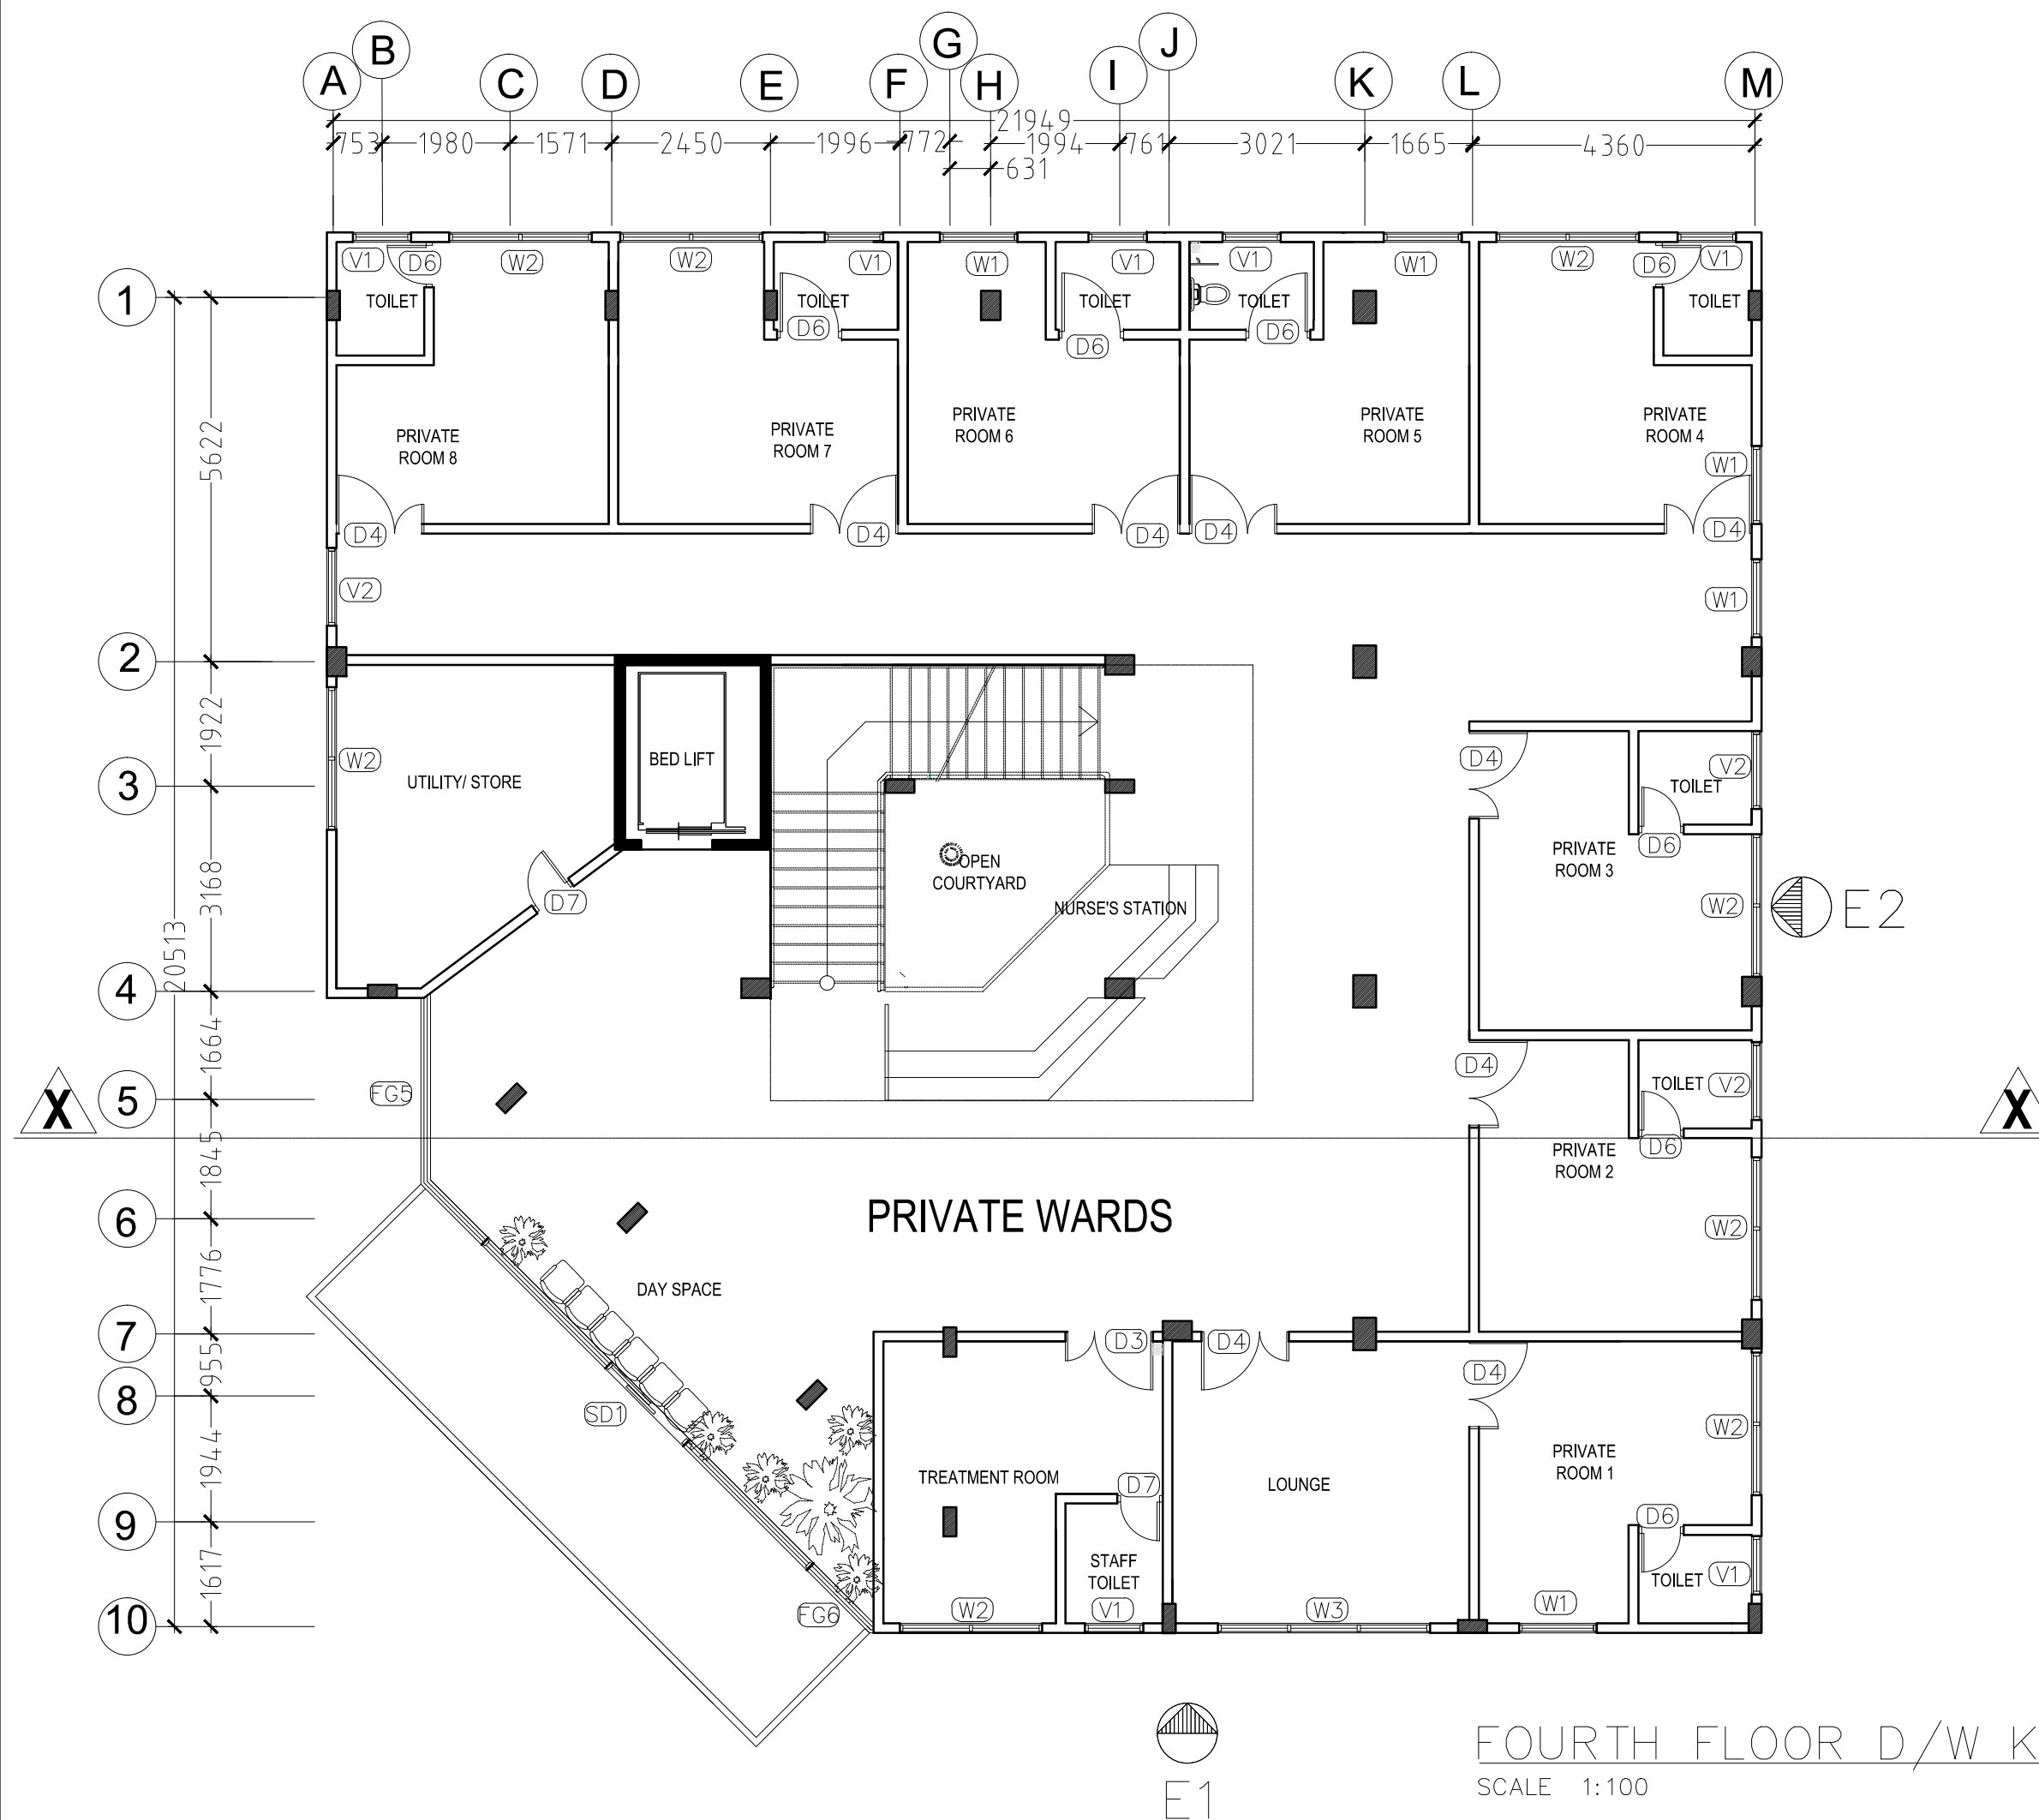 A B C D E F G H I J K L M
21949
753 1980 1571 2450 1996 772 1994 761 3021 1665 4360
631
V1 D6 W2 W2 V1 W1 V1 V1 W1 W2 D6 V1
1
TOILET TOILET TOILET TOILET TOILET
D6 D6 D6
PRIVATE
ROOM 8
PRIVATE
ROOM 7
PRIVATE
ROOM 6
PRIVATE
ROOM 5
PRIVATE
ROOM 4
5622
W1
D4 D4 D4 D4 D4
V2 W1
2
1922
W2
UTILITY/ STORE
BED LIFT
D4
V2
TOILET
3
D6
PRIVATE
ROOM 3
OPEN
COURTYARD
NURSE'S STATION
3168
D7
W2
E2
20513
4
1664
D4
TOILET V2
FG5
5
X X
1845
D6
PRIVATE
ROOM 2
6
PRIVATE WARDS
W2
1776
DAY SPACE
7
D3 D4
955
D4
8
SD1
W2
1944
TREATMENT ROOM
D7
LOUNGE
PRIVATE
ROOM 1
9
D6
1617
STAFF
TOILET
TOILET V1
10
FG6 W2 V1 W3 W1
E1
FOURTH FLOOR D/W K
SCALE 1:100